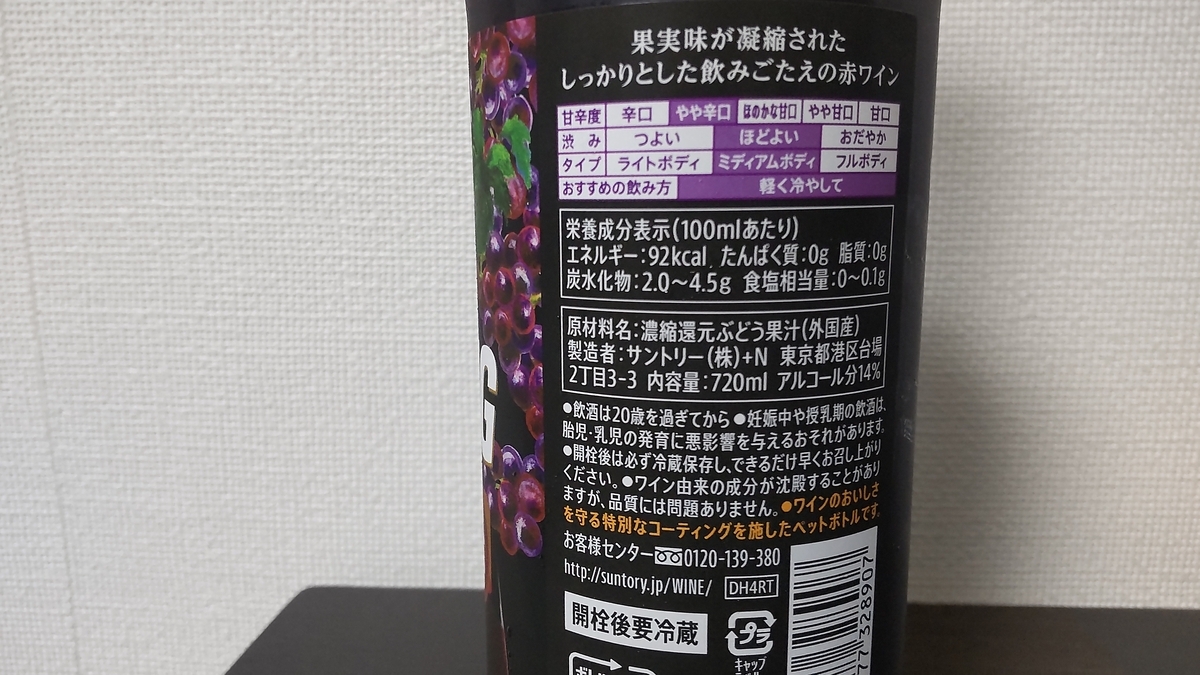 果実味が凝縮された
しっかりとした飲みごたえの赤ワイン
甘辛度 辛口 やや辛口 ほのかな甘口 やや甘口 甘口
渋み つよい ほどよい おだやか
タイプ ライトボディ ミディアムボディ フルボディ
おすすめの飲み方 軽く冷やして
栄養成分表示(100mlあたり)
エネルギー:92kcal たんぱく質:0g 脂質:0g
炭水化物:2.0〜4.5g 食塩相当量:0〜0.1g
原材料名:濃縮還元ぶどう果汁(外国産)
製造者:サントリー(株)+N 東京都港区台場
2丁目3-3 内容量:720ml アルコール分14%
●飲酒は20歳を過ぎてから ●妊娠中や授乳期の飲酒は、
胎児・乳児の発育に悪影響を与えるおそれがあります。
●開栓後は必ず冷蔵保存し、できるだけ早くお召し上がり
ください。●ワイン由来の成分が沈殿することがあり
ますが、品質には問題ありません。●ワインのおいしさ
を守る特別なコーティングを施したペットボトルです。
お客様センター 0120-139-380
http://suntory.jp/WINE/ DH4RT
開栓後要冷蔵
プラ
キャップ
G
77 328907